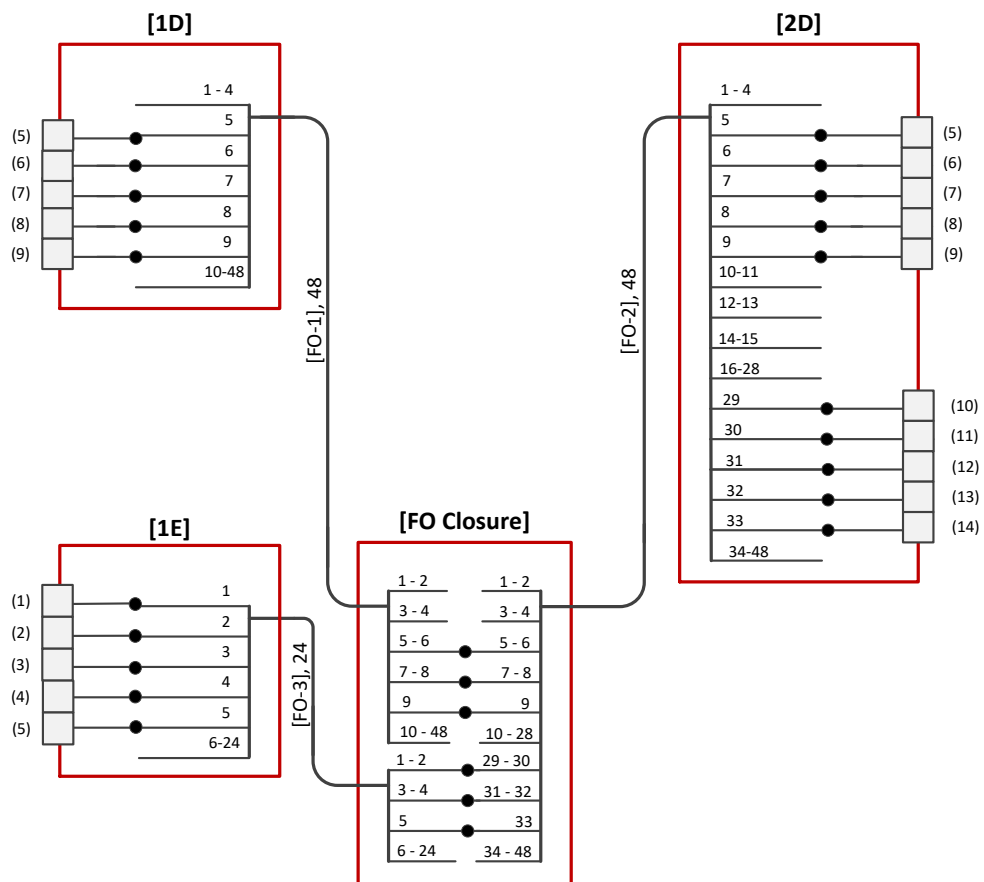 [1D]
1 - 4
5
(5)
6
(6)
7
(7)
8
(8)
9
(9)
10-48
[FO-1], 48
[2D]
1 - 4
5
(5)
6
(6)
7
(7)
8
(8)
9
(9)
10-11
12-13
14-15
16-28
29
(10)
30
(11)
31
(12)
32
(13)
33
(14)
34-48
[FO-2], 48
[1E]
1
(1)
2
(2)
3
(3)
4
(4)
5
(5)
6-24
[FO-3], 24
[FO Closure]
1 - 2 1 - 2
3 - 4 3 - 4
5 - 6 5 - 6
7 - 8 7 - 8
9 9
10 - 48 10 - 28
1 - 2 29 - 30
3 - 4 31 - 32
5 33
6 - 24 34 - 48